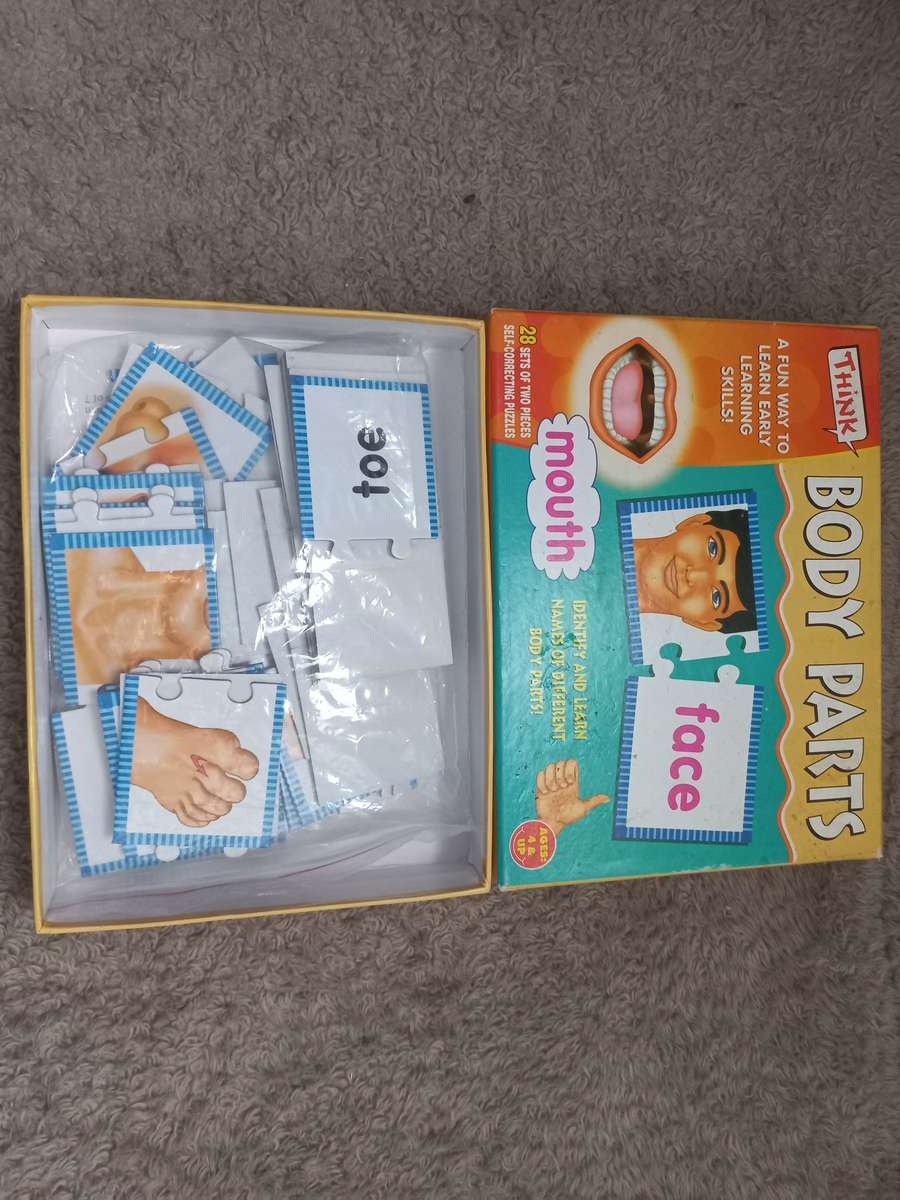 THiNK
BODY PARTS
A FUN WAY TO
LEARN EARLY
LEARNING
SKILLS!
28 SETS OF TWO PIECES
SELF-CORRECTING PUZZLES
mouth
face
IDENTIFY AND LEARN
NAMES OF DIFFERENT
BODY PARTS!
AGES:
4 &
UP
toe